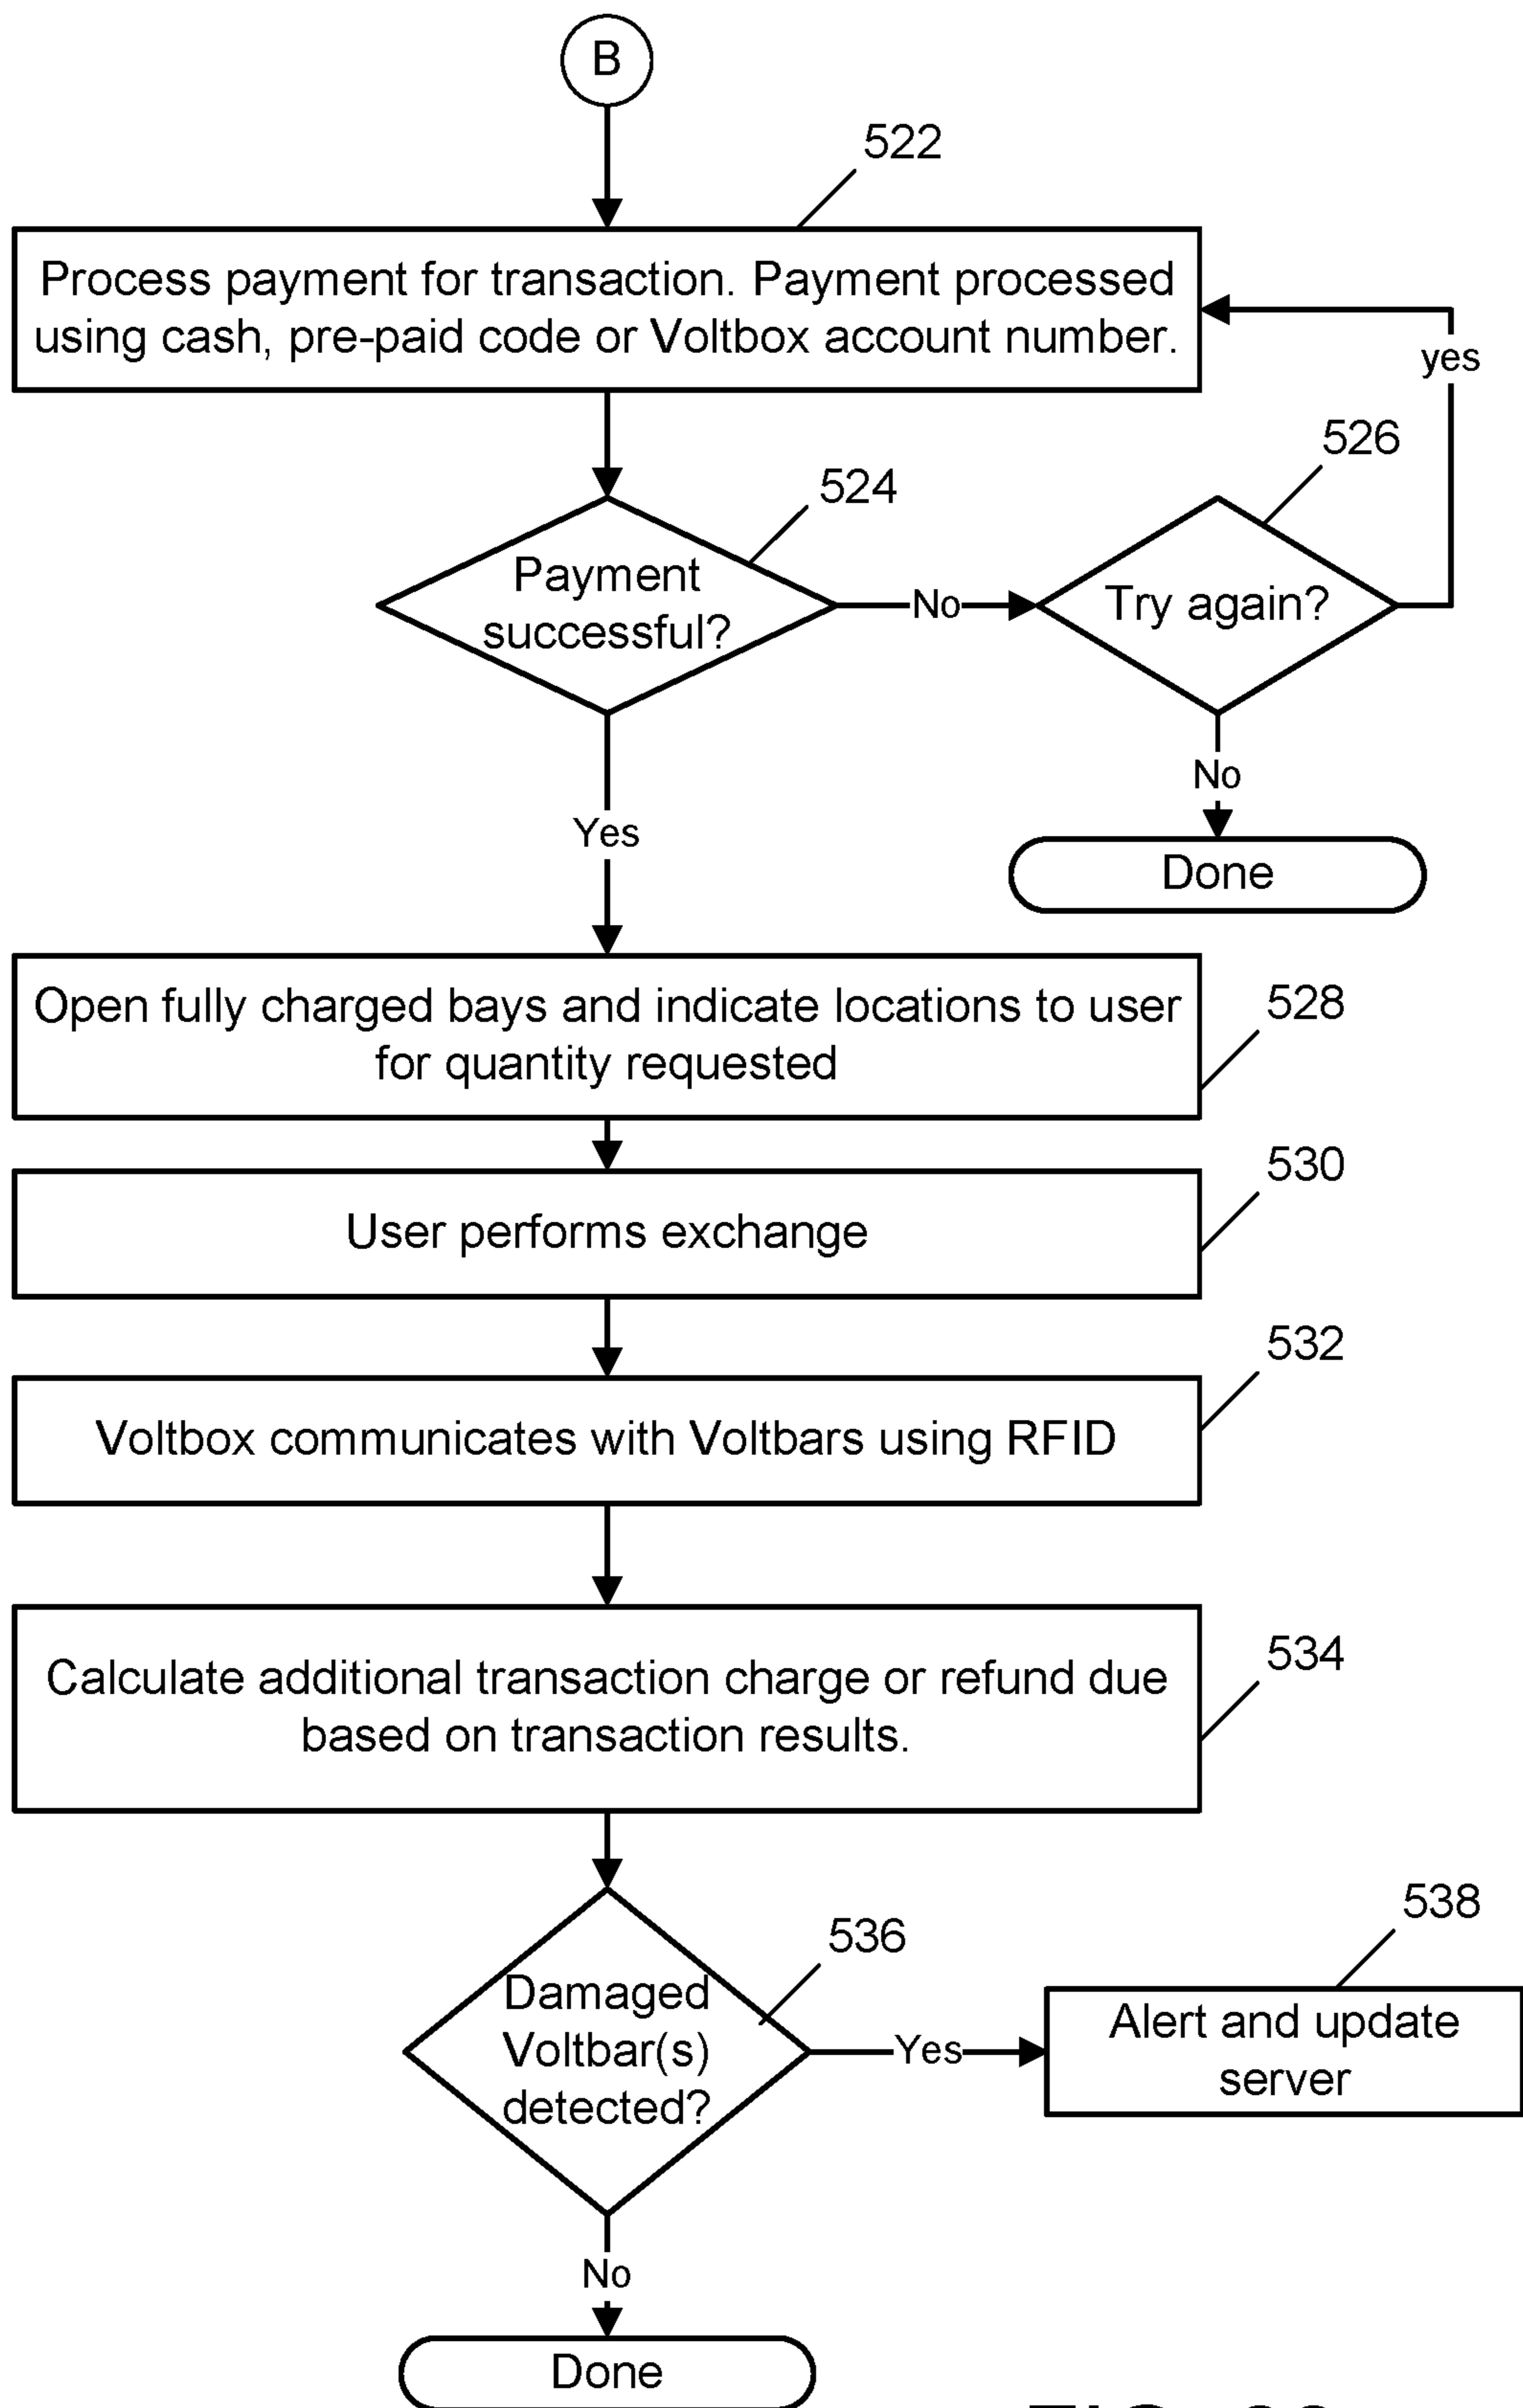 B
522
Process payment for transaction. Payment processed
using cash, pre-paid code or Voltbox account number.
yes
526
524
Payment
successful?
No
Try again?
No
Yes
Done
Open fully charged bays and indicate locations to user
for quantity requested
528
530
User performs exchange
532
Voltbox communicates with Voltbars using RFID
534
Calculate additional transaction charge or refund due
based on transaction results.
538
536
Damaged
Voltbar(s)
detected?
Yes
Alert and update
server
No
Done